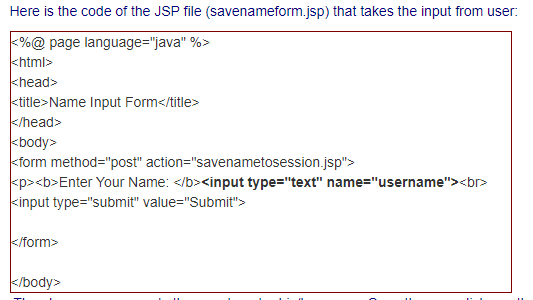 Here is the code of the JSP file (savenameform.jsp) that takes the input from user:
<%@ page language="java" %>
<html>
<head>
<title>Name Input Form</title>
</head>
<body>
<form method="post" action="savenametosession.jsp">
<p><b>Enter Your Name: </b><input type="text" name="username"><br>
<input type="submit" value="Submit">
</form>
</body>